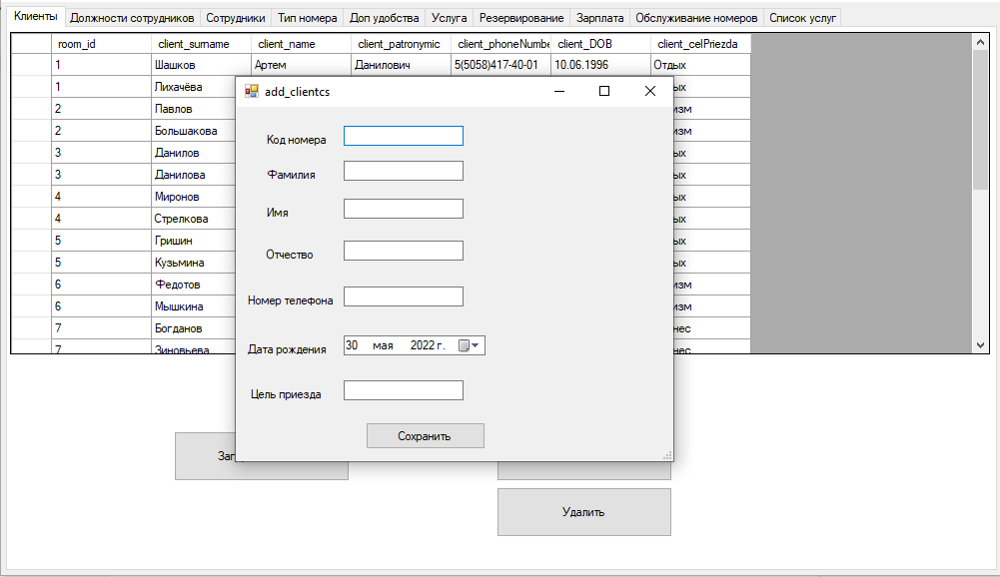 Клиенты Должности сотрудников Сотрудники Тип номера Доп удобства Услуга Резервирование Зарплата Обслуживание номеров Список услуг
room_id client_surname client_name client_patronymic client_phoneNumbe client_DOB client_celPriezda
1 Шашков Артем Данилович 5(5058)417-40-01 10.06.1996 Отдых
1 Лихачёва ых
2 Павлов изм
2 Большакова изм
3 Данилов ых
3 Данилова ых
4 Миронов ых
4 Стрелкова ых
5 Гришин ых
5 Кузьмина ых
6 Федотов изм
6 Мышкина изм
7 Богданов нес
7 Зиновьева нес
add_clientcs
Код номера
Фамилия
Имя
Отчество
Номер телефона
Дата рождения 30 мая 2022 г.
Цель приезда
Сохранить
Удалить